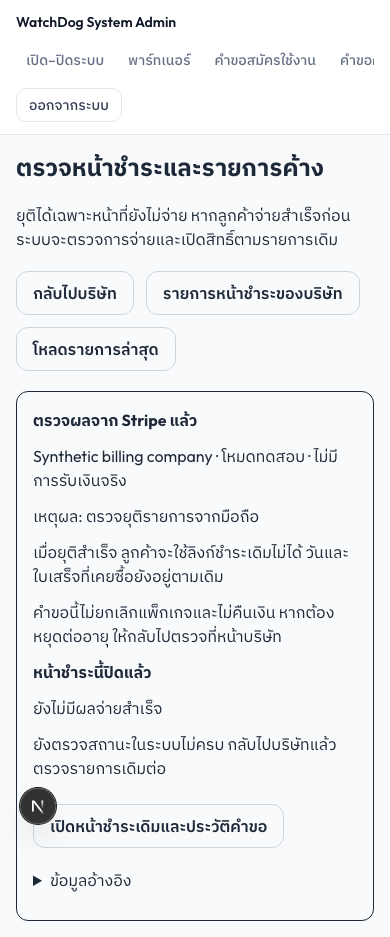 WatchDog System Admin
เปิด–ปิดระบบ พาร์ทเนอร์ คำขอสมัครใช้งาน คำขอ
ออกจากระบบ
ตรวจหน้าชำระและรายการค้าง
ยุติได้เฉพาะหน้าที่ยังไม่จ่าย หากลูกค้าจ่ายสำเร็จก่อน
ระบบจะตรวจการจ่ายและเปิดสิทธิ์ตามรายการเดิม
กลับไปบริษัท รายการหน้าชำระของบริษัท
โหลดรายการล่าสุด
ตรวจผลจาก Stripe แล้ว
Synthetic billing company · โหมดทดสอบ · ไม่มี
การรับเงินจริง
เหตุผล: ตรวจยุติรายการจากมือถือ
เมื่อยุติสำเร็จ ลูกค้าจะใช้ลิงก์ชำระเดิมไม่ได้ วันและ
ใบเสร็จที่เคยซื้อยังอยู่ตามเดิม
คำขอนี้ไม่ยกเลิกแพ็กเกจและไม่คืนเงิน หากต้อง
หยุดต่ออายุ ให้กลับไปตรวจที่หน้าบริษัท
หน้าชำระนี้ปิดแล้ว
ยังไม่มีผลจ่ายสำเร็จ
ยังตรวจสถานะในระบบไม่ครบ กลับไปบริษัทแล้ว
ตรวจรายการเดิมต่อ
N
เปิดหน้าชำระเดิมและประวัติคำขอ
ข้อมูลอ้างอิง